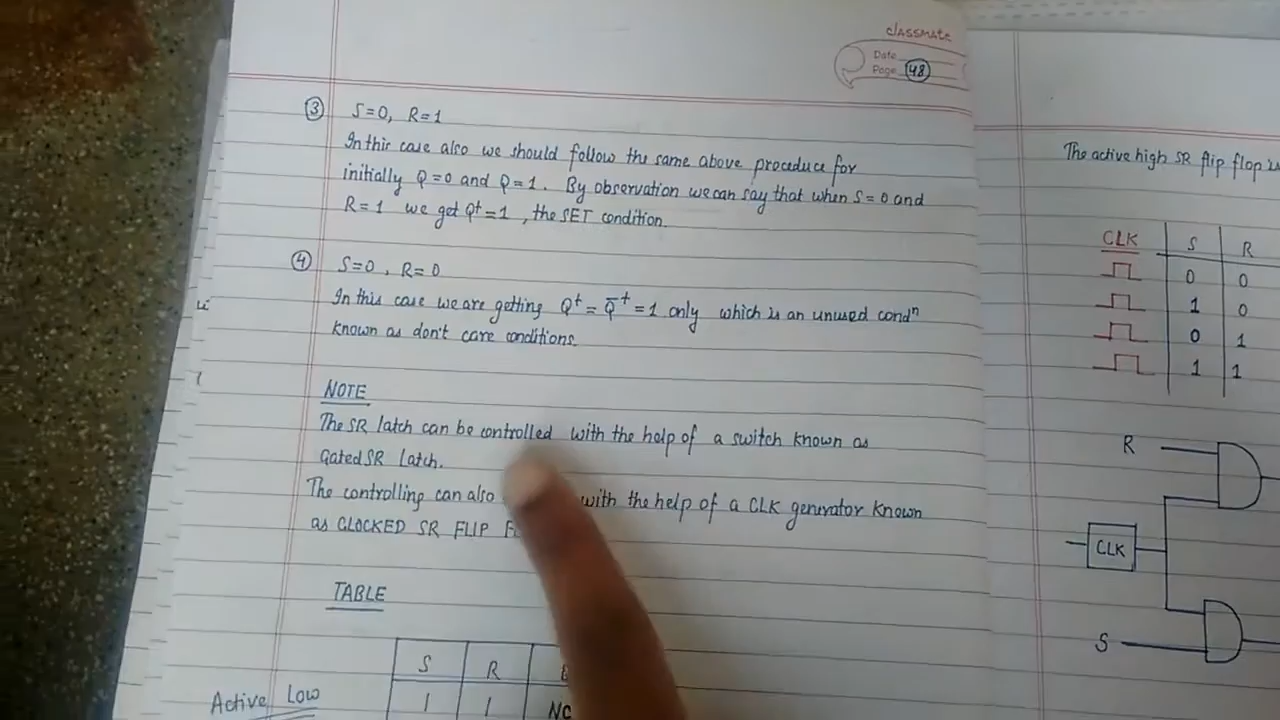 classmate
Date
Page 48
③ S=0, R=1
In this case also we should follow the same above proceduce for
initially Q=0 and Q=1. By observation we can say that when S=0 and
R=1 we get Q⁺=1, the SET condition.
④ S=0, R=0
In this case we are getting Q⁺ = Q̅⁺ = 1 only which is an unused condⁿ
known as don't care conditions.
NOTE
The SR latch can be controlled with the help of a switch known as
Gated SR Latch.
The controlling can also with the help of a CLK generator known
as CLOCKED SR FLIP
TABLE
S R
Active Low 1 1 NC
The active high SR flip flop
CLK S R
0 0
1 0
0 1
1 1
R
CLK
S